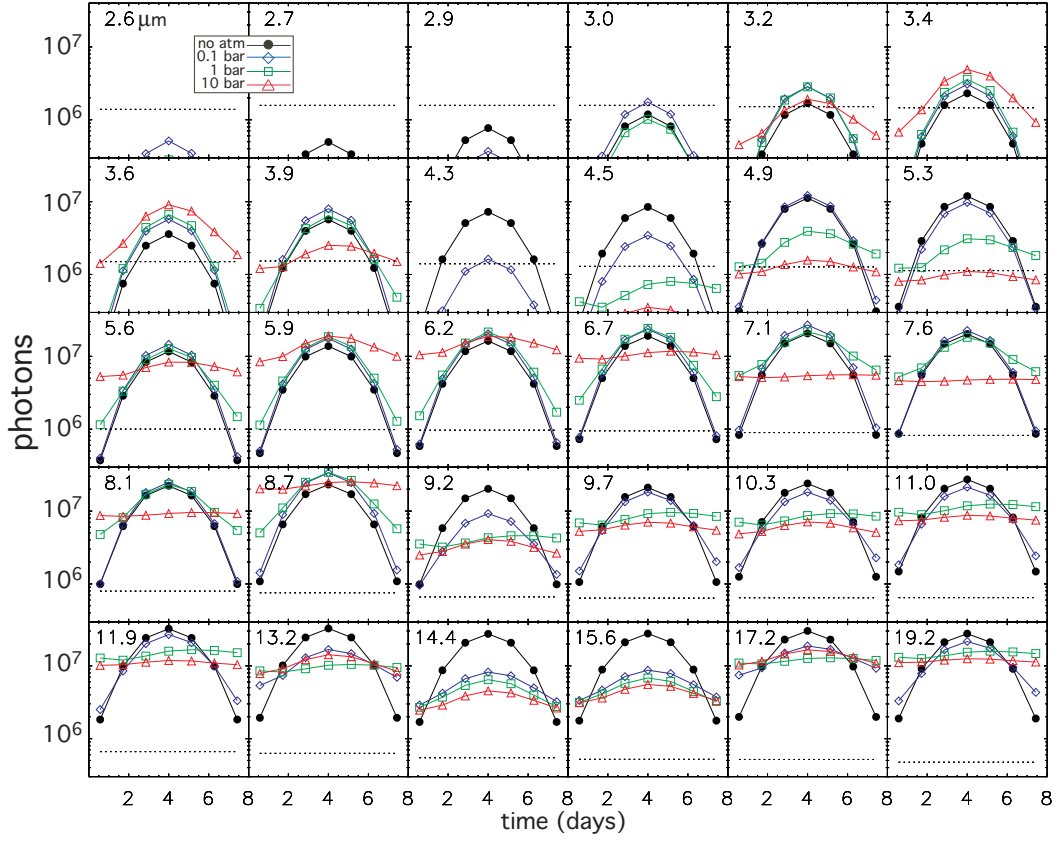 2.6 μm 2.7 2.9 3.0 3.2 3.4
no atm
0.1 bar
1 bar
10 bar
10⁷
10⁶
3.6 3.9 4.3 4.5 4.9 5.3
10⁷
10⁶
5.6 5.9 6.2 6.7 7.1 7.6
10⁷
10⁶
8.1 8.7 9.2 9.7 10.3 11.0
10⁷
10⁶
11.9 13.2 14.4 15.6 17.2 19.2
10⁷
10⁶
photons
2 4 6 8 2 4 6 8 2 4 6 8 2 4 6 8 2 4 6 8 2 4 6 8
time (days)